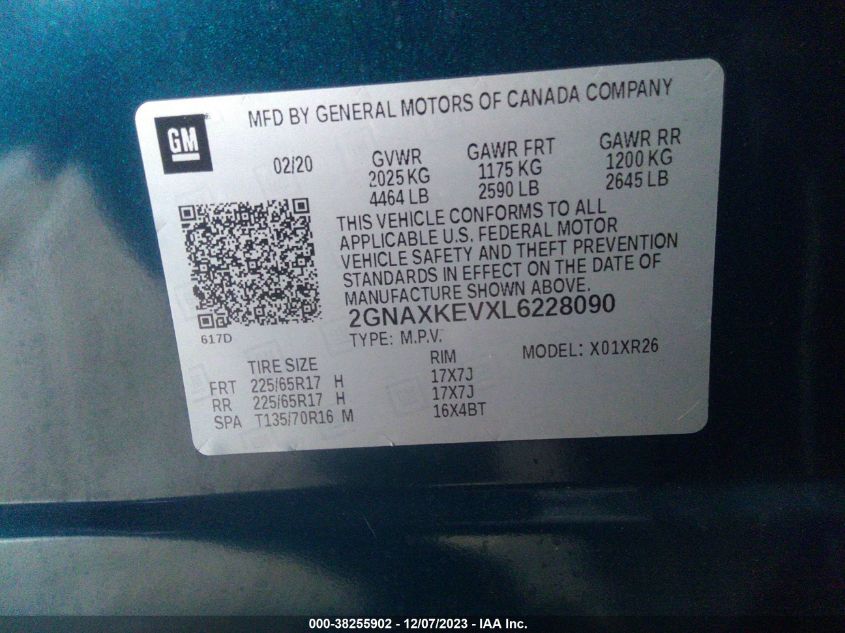 MFD BY GENERAL MOTORS OF CANADA COMPANY
GM
02/20 GVWR GAWR FRT GAWR RR
2025 KG 1175 KG 1200 KG
4464 LB 2590 LB 2645 LB
THIS VEHICLE CONFORMS TO ALL
APPLICABLE U.S. FEDERAL MOTOR
VEHICLE SAFETY AND THEFT PREVENTION
STANDARDS IN EFFECT ON THE DATE OF
MANUFACTURE SHOWN ABOVE.
2GNAXKEVXL6228090
617D
TYPE: M.P.V. MODEL: X01XR26
TIRE SIZE RIM
FRT 225/65R17 H 17X7J
RR 225/65R17 H 17X7J
SPA T135/70R16 M 16X4BT
000-38255902 - 12/07/2023 - IAA Inc.